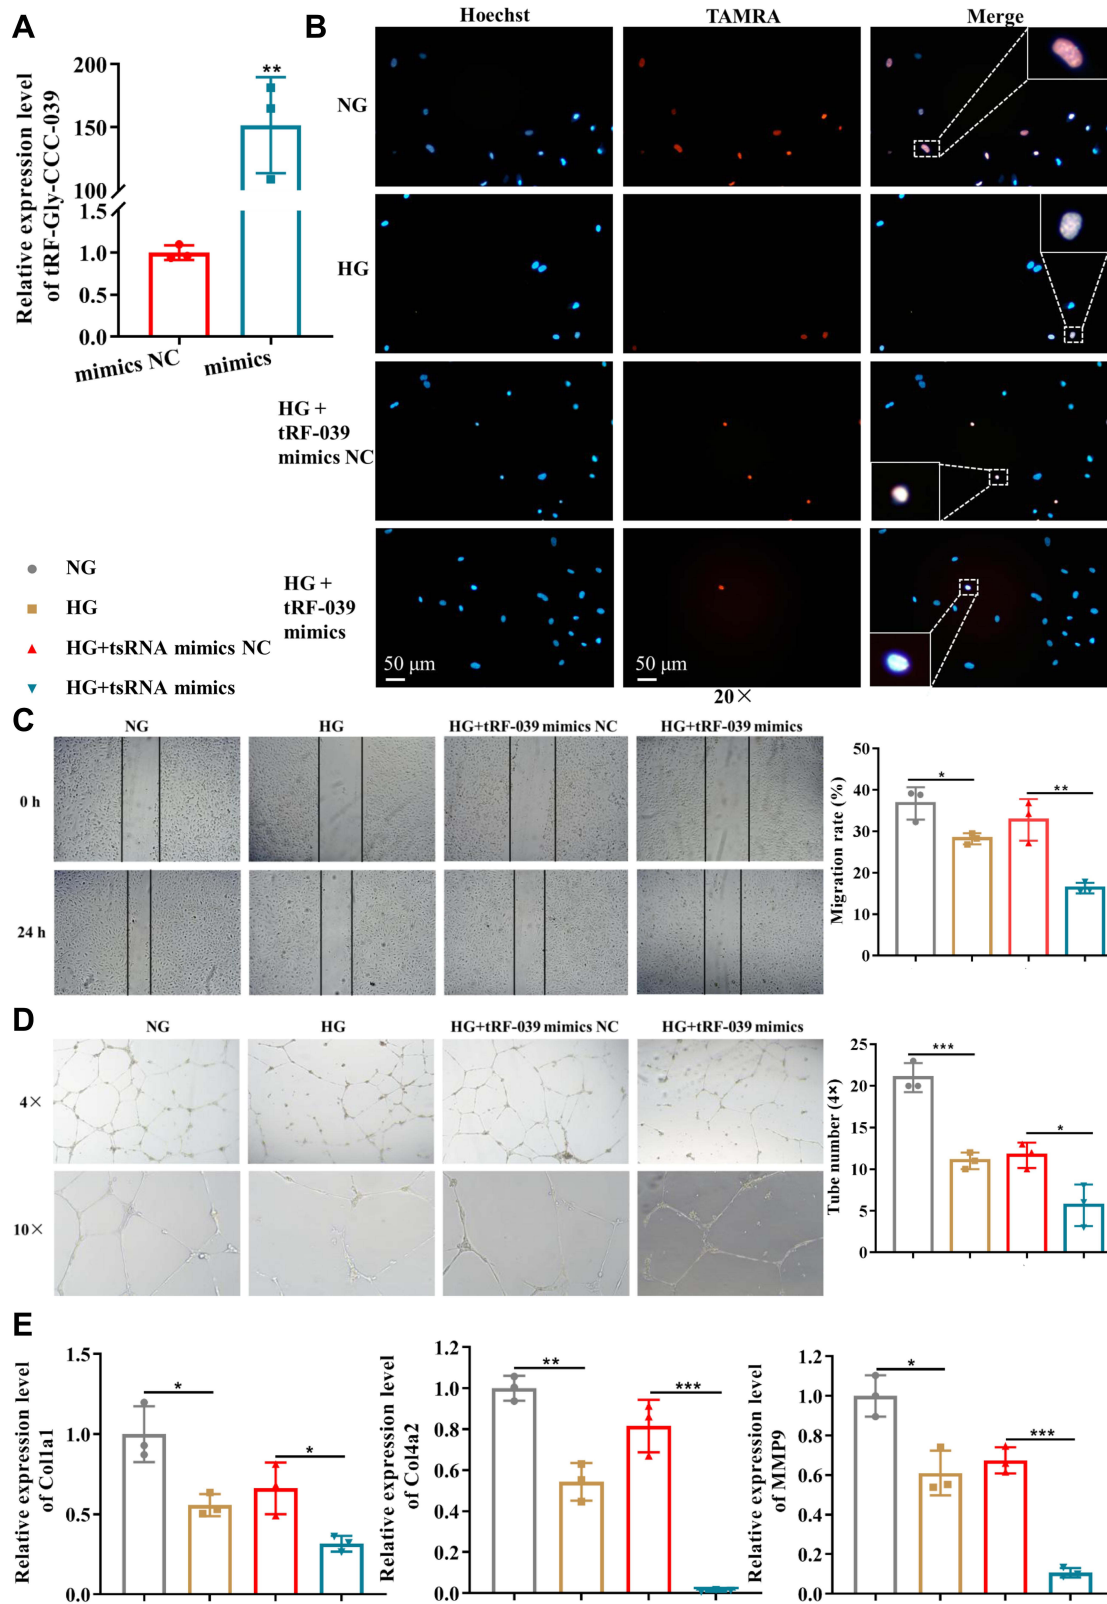 A
Relative expression level
of tRF-Gly-CCC-039
200
150
100
1.5
1.0
0.5
0.0
**
mimics NC
mimics
B
Hoechst
TAMRA
Merge
NG
HG
HG +
tRF-039
mimics NC
HG +
tRF-039
mimics
50 μm
50 μm
20×
NG
HG
HG+tsRNA mimics NC
HG+tsRNA mimics
C
NG
HG
HG+tRF-039 mimics NC
HG+tRF-039 mimics
0 h
24 h
Migration rate (%)
50
40
30
20
10
0
*
**
D
NG
HG
HG+tRF-039 mimics NC
HG+tRF-039 mimics
4×
10×
Tube number (4×)
25
20
15
10
5
0
***
*
E
Relative expression level
of Col1a1
1.5
1.0
0.5
0.0
*
*
Relative expression level
of Col4a2
1.2
1.0
0.8
0.6
0.4
0.2
0.0
**
***
Relative expression level
of MMP9
1.2
1.0
0.8
0.6
0.4
0.2
0.0
*
***